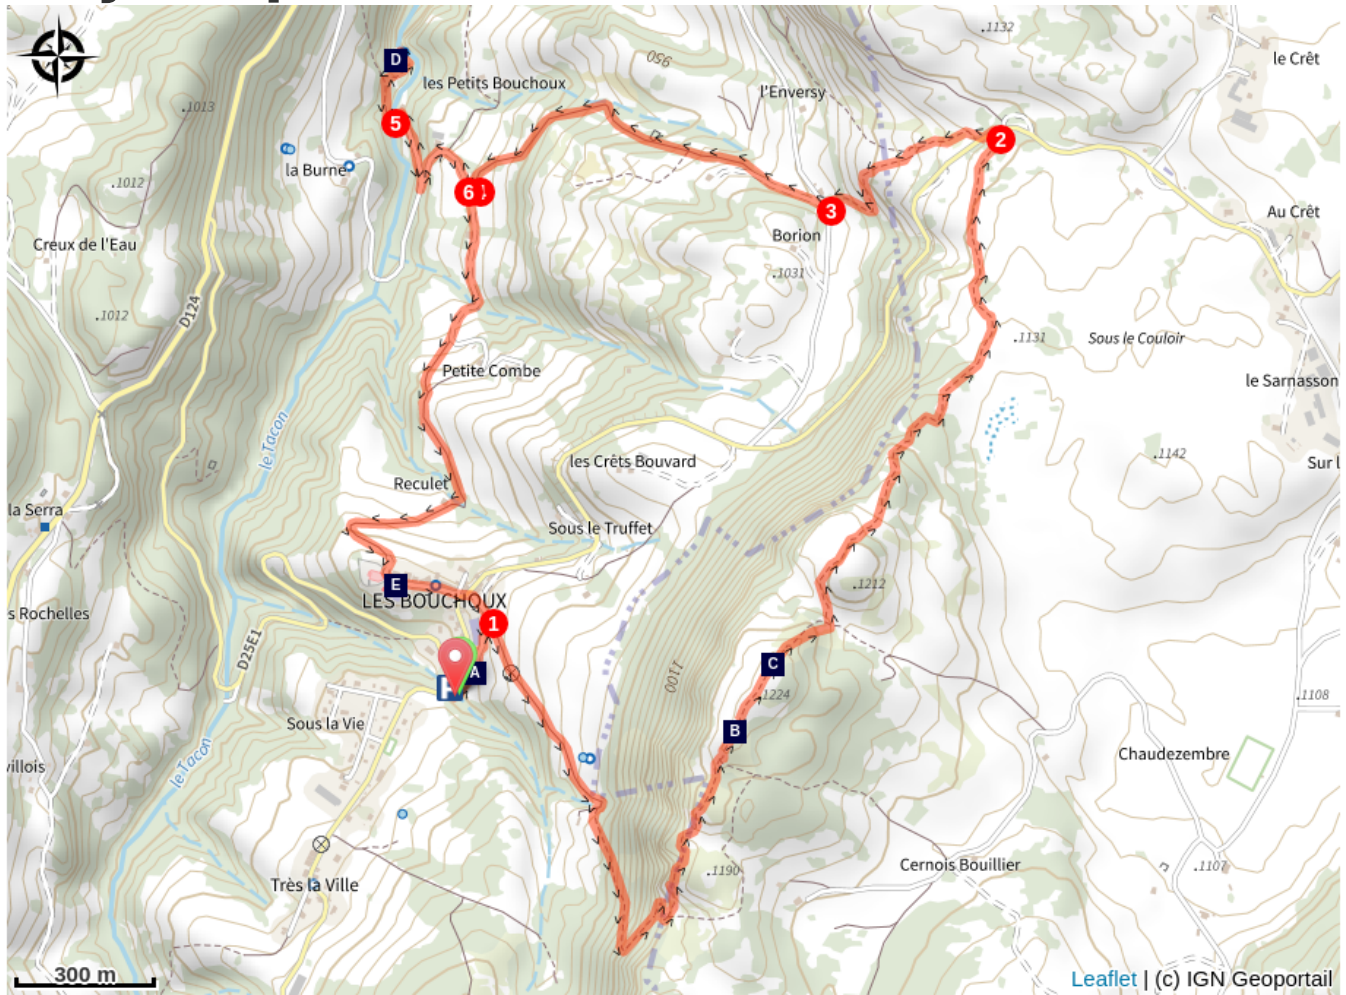 D
les Petits Bouchoux
950
1132
le Crêt
l'Enversy
1013
5
2
la Burne
1012
6
3
Au Crêt
Creux de l'Eau
Borion
1031
D124
1012
1131
Sous le Couloir
Petite Combe
le Sarnasson
le Tacon
les Crêts Bouvard
1142
Reculet
Sur l
la Serra
Sous le Truffet
E
1212
LES BOUCHOUX
s Rochelles
1
D25E1
A
C
1100
P
1224
1108
Sous la Vie
B
le Tacon
villois
Chaudezembre
Cernois Bouillier
1190
1107
Très la Ville
300 m
Leaflet | (c) IGN Geoportail